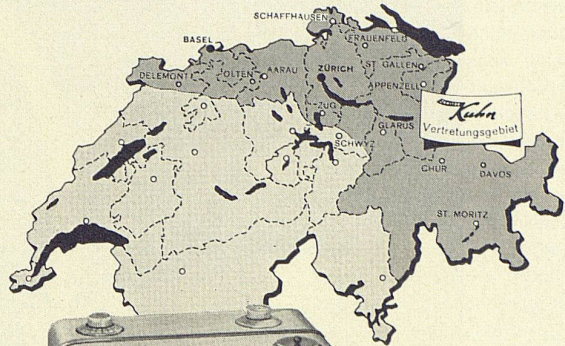 SCHAFFHAUSEN
BASEL
FRAUENFELD
DELEMONT
OLTEN
AARAU
ZÜRICH
ST. GALLEN
APPENZELL
ZUG
Kuhn
Vertretungsgebiet
GLARUS
SCHWYZ
CHUR
DAVOS
ST. MORITZ